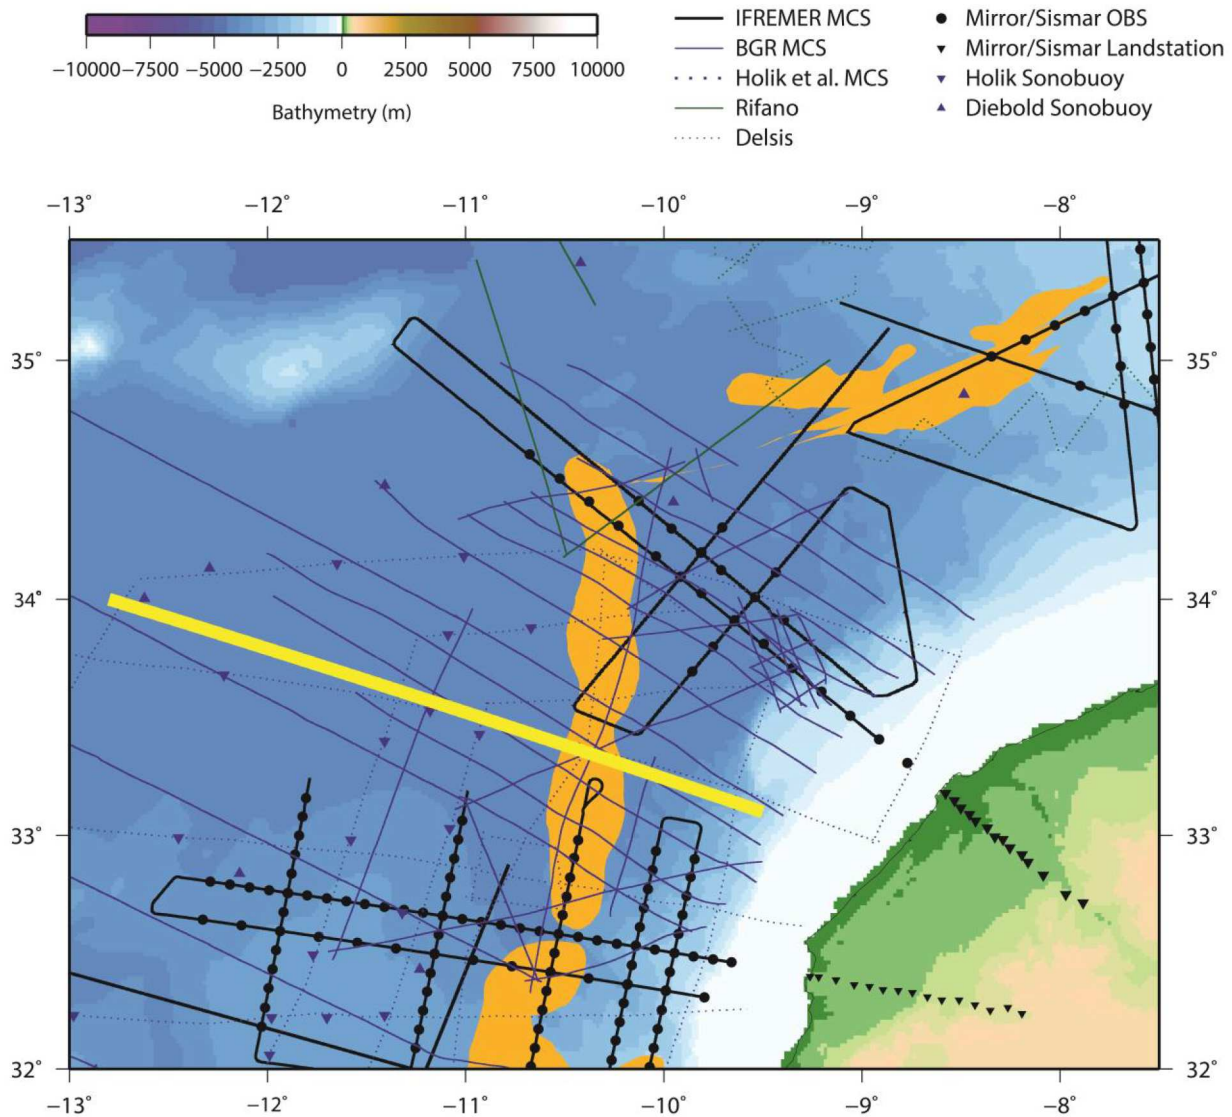 −10000 −7500 −5000 −2500 0 2500 5000 7500 10000
Bathymetry (m)
IFREMER MCS
BGR MCS
Holik et al. MCS
Rifano
Delsis
Mirror/Sismar OBS
Mirror/Sismar Landstation
Holik Sonobuoy
Diebold Sonobuoy
−13˚ −12˚ −11˚ −10˚ −9˚ −8˚
35˚ 35˚
34˚ 34˚
33˚ 33˚
32˚ 32˚
−13˚ −12˚ −11˚ −10˚ −9˚ −8˚